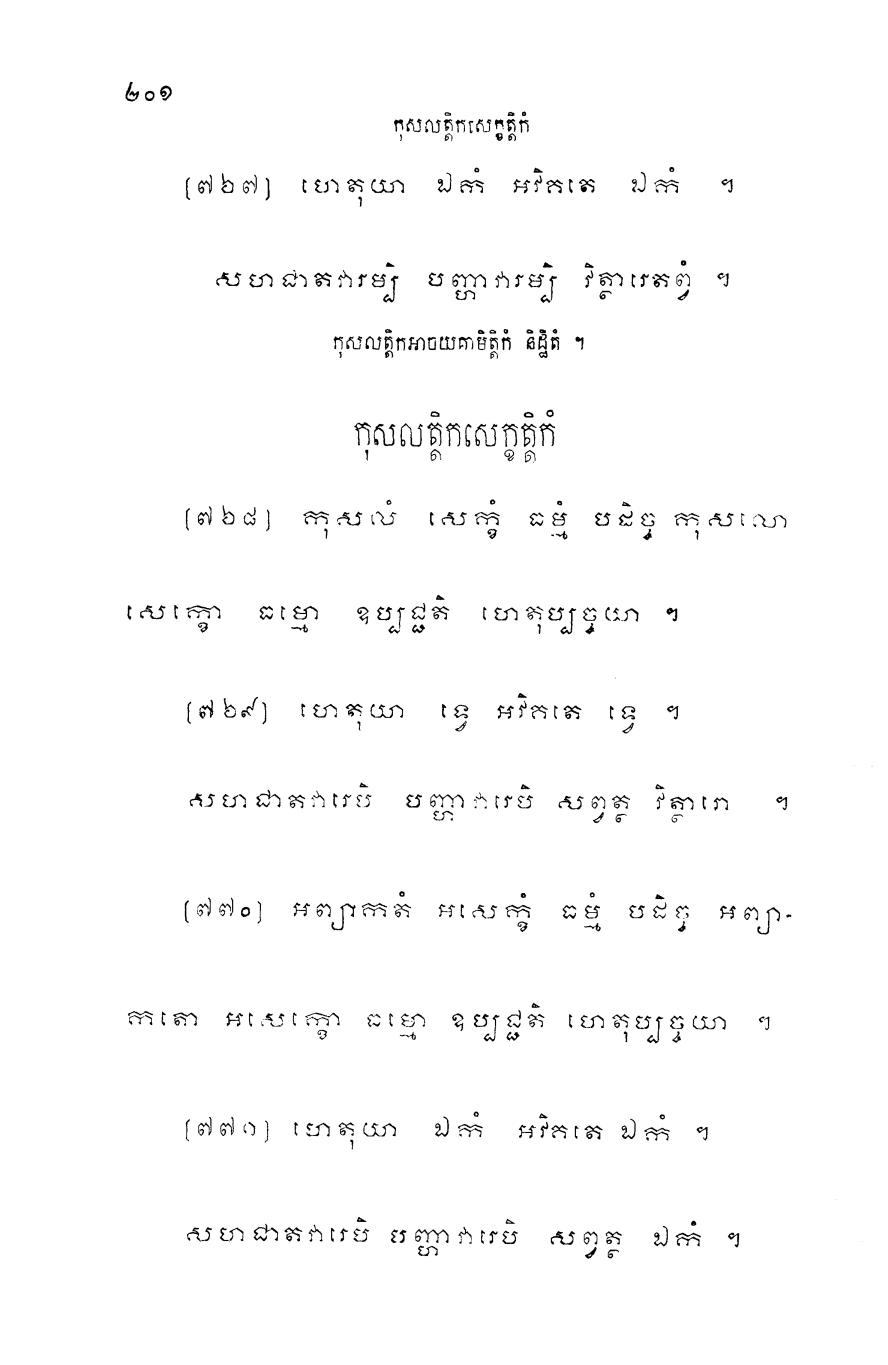 ២០១
កុសលត្តិកសេក្ខត្តិកំ
(៧៦៧) ហេតុយា ឯកំ អវិគតេ ឯកំ ។
សហជាតវារម្បិ បញ្ហាវារម្បិ វិត្ថារេតព្វំ ។
កុសលត្តិកអាចយគាមិត្តិកំ និដ្ឋិតំ ។
កុសលត្តិកសេក្ខត្តិកំ
(៧៦៨) កុសលំ សេក្ខំ ធម្មំ បដិច្ច កុសលោ
សេក្ខោ ធម្មោ ឧប្បជ្ជតិ ហេតុប្បច្ចយា ។
(៧៦៩) ហេតុយា ទ្វេ អវិគតេ ទ្វេ ។
សហជាតវារេបិ បញ្ហាវារេបិ សព្វត្ថ វិត្ថារោ ។
(៧៧០) អព្យាកតំ អសេក្ខំ ធម្មំ បដិច្ច អព្យា-
កតោ អសេក្ខោ ធម្មោ ឧប្បជ្ជតិ ហេតុប្បច្ចយា ។
(៧៧១) ហេតុយា ឯកំ អវិគតេ ឯកំ ។
សហជាតវារេបិ បញ្ហាវារេបិ សព្វត្ថ ឯកំ ។